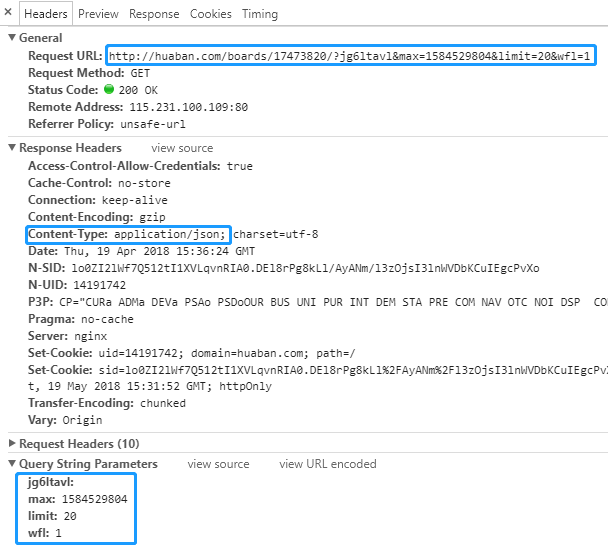 Headers Preview Response Cookies Timing
General
Request URL: http://huaban.com/boards/17473820/?jg6ltavl&max=1584529804&limit=20&wfl=1
Request Method: GET
Status Code: 200 OK
Remote Address: 115.231.100.109:80
Referrer Policy: unsafe-url
Response Headers view source
Access-Control-Allow-Credentials: true
Cache-Control: no-store
Connection: keep-alive
Content-Encoding: gzip
Content-Type: application/json; charset=utf-8
Date: Thu, 19 Apr 2018 15:36:24 GMT
N-SID: lo0ZI2lWf7Q512tI1XVLqvnRIA0.DEl8rPg8kLl/AyANm/l3zOjsI3lnWVDbKCuIEgcPvXo
N-UID: 14191742
P3P: CP="CURa ADMa DEVa PSAo PSDoOUR BUS UNI PUR INT DEM STA PRE COM NAV OTC NOI DSP CO
Pragma: no-cache
Server: nginx
Set-Cookie: uid=14191742; domain=huaban.com; path=/
Set-Cookie: sid=lo0ZI2lWf7Q512tI1XVLqvnRIA0.DEl8rPg8kLl%2FAyANm%2Fl3zOjsI3lnWVDbKCuIEgcPvX
t, 19 May 2018 15:31:52 GMT; httpOnly
Transfer-Encoding: chunked
Vary: Origin
Request Headers (10)
Query String Parameters view source view URL encoded
jg6ltavl:
max: 1584529804
limit: 20
wfl: 1